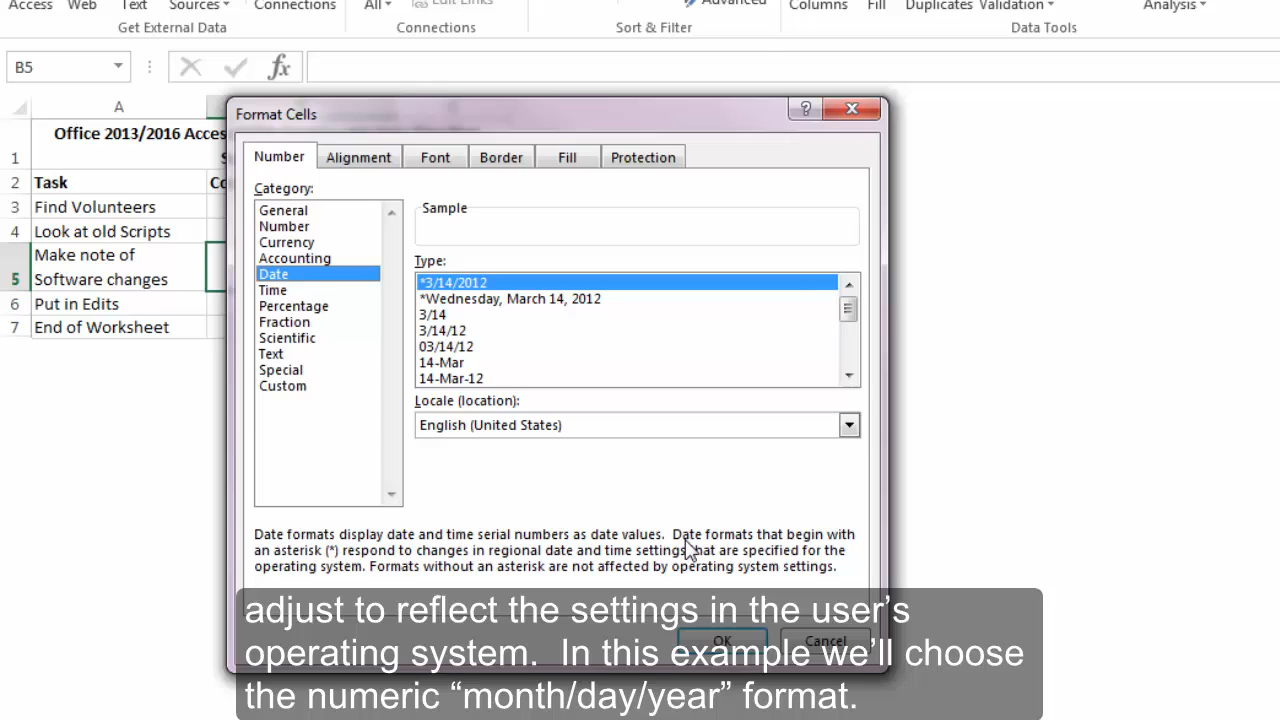 Access Web Text Sources Connections All Edit Links Advanced Columns Fill Duplicates Validation Analysis
Get External Data Connections Sort & Filter Data Tools
B5 fx
A
Format Cells
1 Office 2013/2016 Acces
2 Task Co
3 Find Volunteers
4 Look at old Scripts
Make note of
5 Software changes
6 Put in Edits
7 End of Worksheet
Number Alignment Font Border Fill Protection
Category:
General
Number
Currency
Accounting
Date
Time
Percentage
Fraction
Scientific
Text
Special
Custom
Sample
Type:
*3/14/2012
*Wednesday, March 14, 2012
3/14
3/14/12
03/14/12
14-Mar
14-Mar-12
Locale (location):
English (United States)
Date formats display date and time serial numbers as date values. Date formats that begin with
an asterisk (*) respond to changes in regional date and time settings that are specified for the
operating system. Formats without an asterisk are not affected by operating system settings.
OK Cancel
adjust to reflect the settings in the user’s
operating system. In this example we’ll choose
the numeric “month/day/year” format.